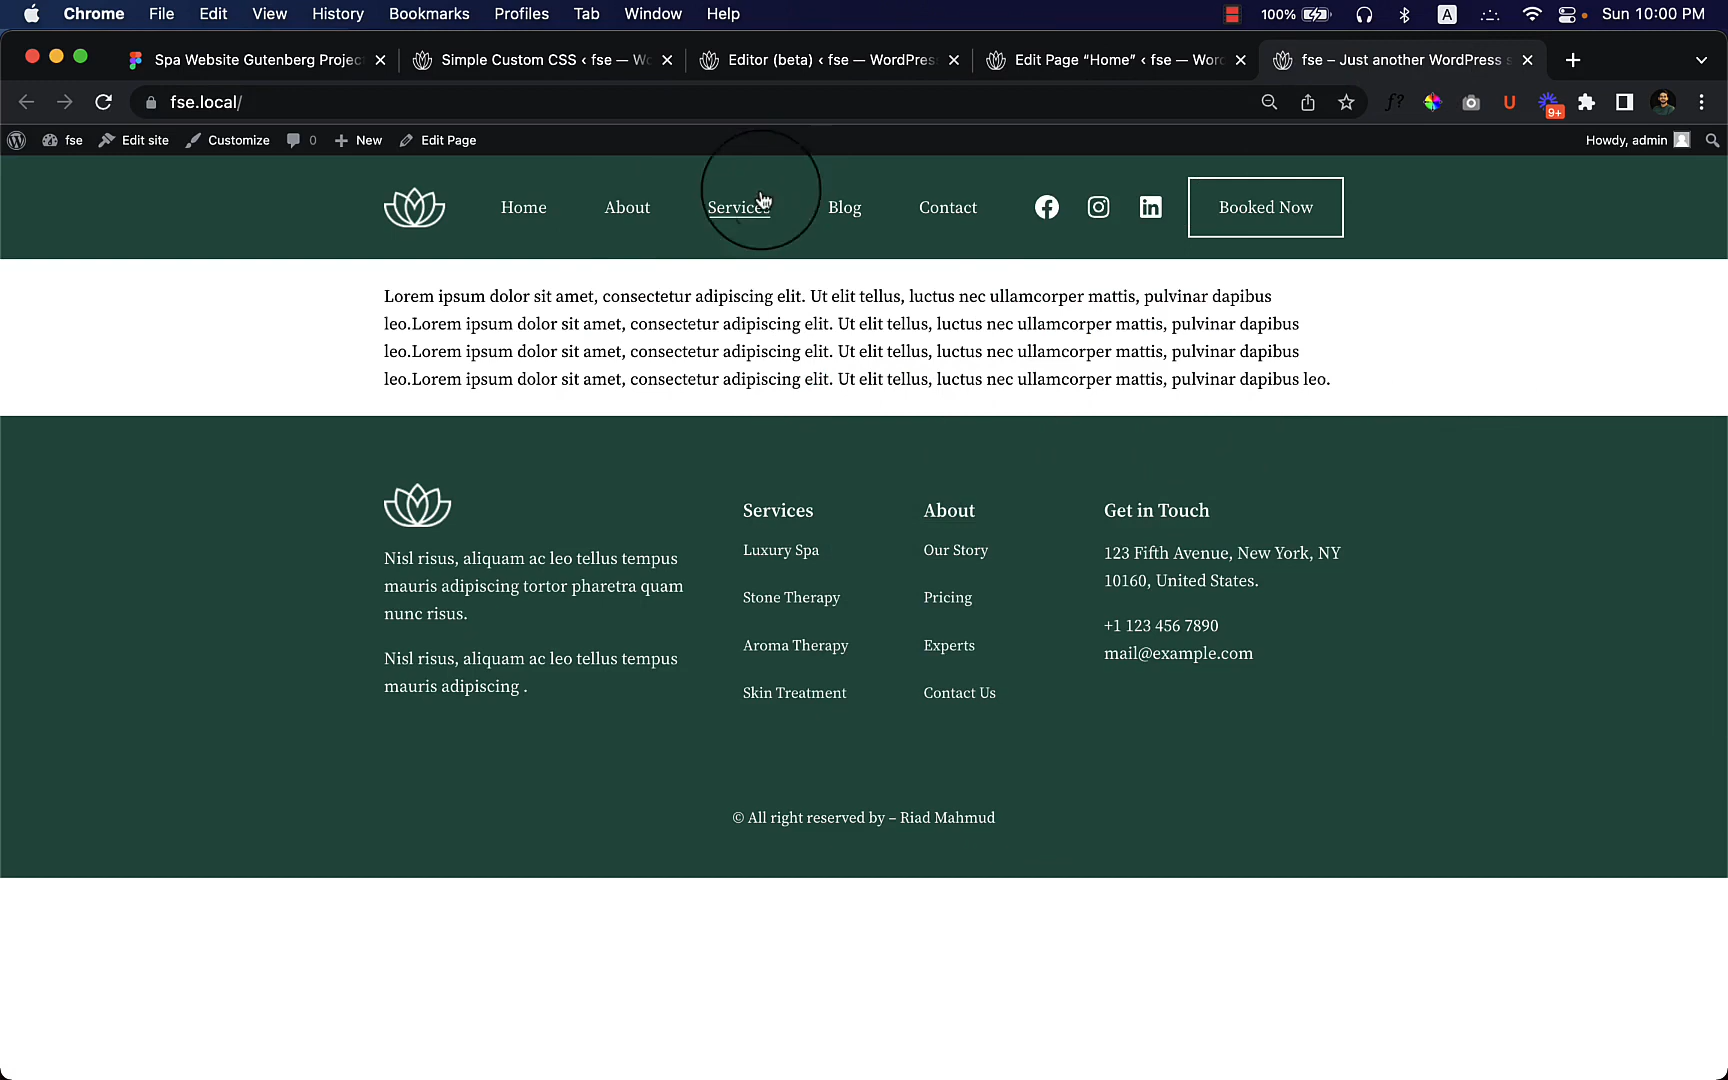 Chrome File Edit View History Bookmarks Profiles Tab Window Help 100% A Sun 10:00 PM
Spa Website Gutenberg Projec Simple Custom CSS ‹ fse — Wo Editor (beta) ‹ fse — WordPres Edit Page “Home” ‹ fse — Wor fse – Just another WordPress s
fse.local/ f? U 9+
fse Edit site Customize 0 New Edit Page Howdy, admin
Home About Services Blog Contact Booked Now
Lorem ipsum dolor sit amet, consectetur adipiscing elit. Ut elit tellus, luctus nec ullamcorper mattis, pulvinar dapibus
leo.Lorem ipsum dolor sit amet, consectetur adipiscing elit. Ut elit tellus, luctus nec ullamcorper mattis, pulvinar dapibus
leo.Lorem ipsum dolor sit amet, consectetur adipiscing elit. Ut elit tellus, luctus nec ullamcorper mattis, pulvinar dapibus
leo.Lorem ipsum dolor sit amet, consectetur adipiscing elit. Ut elit tellus, luctus nec ullamcorper mattis, pulvinar dapibus leo.
Nisl risus, aliquam ac leo tellus tempus
mauris adipiscing tortor pharetra quam
nunc risus.
Nisl risus, aliquam ac leo tellus tempus
mauris adipiscing .
Services
Luxury Spa
Stone Therapy
Aroma Therapy
Skin Treatment
About
Our Story
Pricing
Experts
Contact Us
Get in Touch
123 Fifth Avenue, New York, NY
10160, United States.
+1 123 456 7890
mail@example.com
© All right reserved by – Riad Mahmud